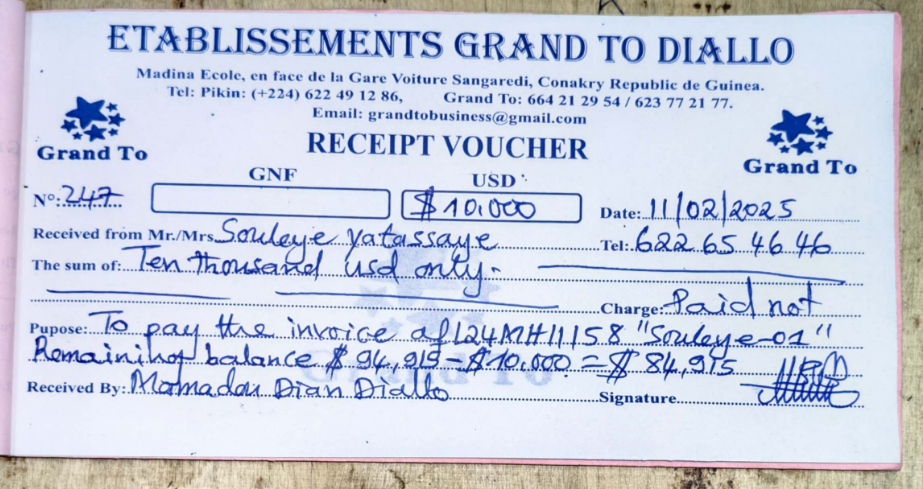 ETABLISSEMENTS GRAND TO DIALLO
Madina Ecole, en face de la Gare Voiture Sangaredi, Conakry Republic de Guinea.
Tel: Pikin: (+224) 622 49 12 86, Grand To: 664 21 29 54 / 623 77 21 77.
Email: grandtobusiness@gmail.com
Grand To RECEIPT VOUCHER Grand To
GNF USD
N°: 247 $ 10.000 Date: 11/02/2025
Received from Mr./Mrs Souleye Yatassaye Tel: 622 65 46 46
The sum of: Ten thousand usd only.
Charge: Paid not
Pupose: To pay the invoice of L24MH11158 "Souleye-01"
Remaining balance $ 94,915 - $ 10.000 = $ 84,915
Received By: Mamadou Dian Diallo Signature